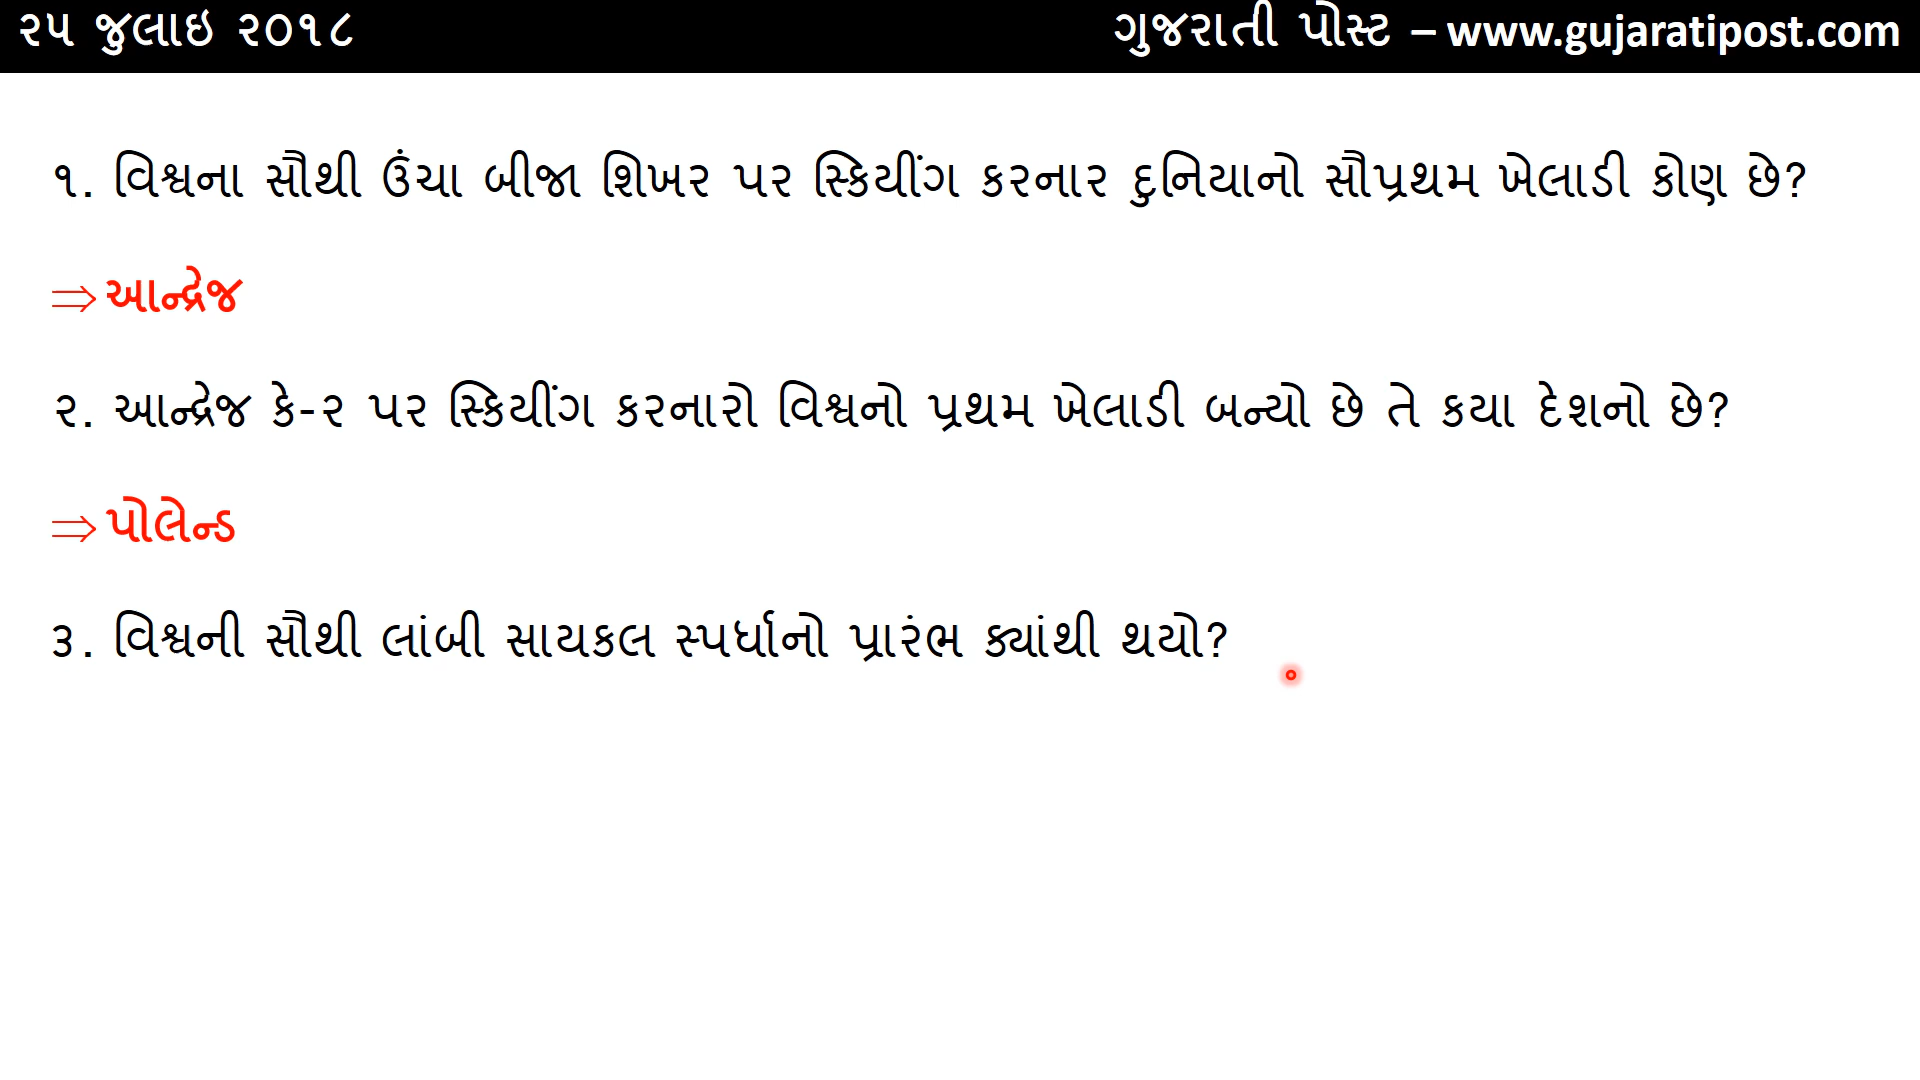 ૨૫ જુલાઇ ૨૦૧૮
ગુજરાતી પોસ્ટ – www.gujaratipost.com
૧. વિશ્વના સૌથી ઉંચા બીજા શિખર પર સ્કિયીંગ કરનાર દુનિયાનો સૌપ્રથમ ખેલાડી કોણ છે?
⇒ આન્દ્રેજ
૨. આન્દ્રેજ કે-૨ પર સ્કિયીંગ કરનારો વિશ્વનો પ્રથમ ખેલાડી બન્યો છે તે કયા દેશનો છે?
⇒ પોલેન્ડ
૩. વિશ્વની સૌથી લાંબી સાયકલ સ્પર્ધાનો પ્રારંભ ક્યાંથી થયો?